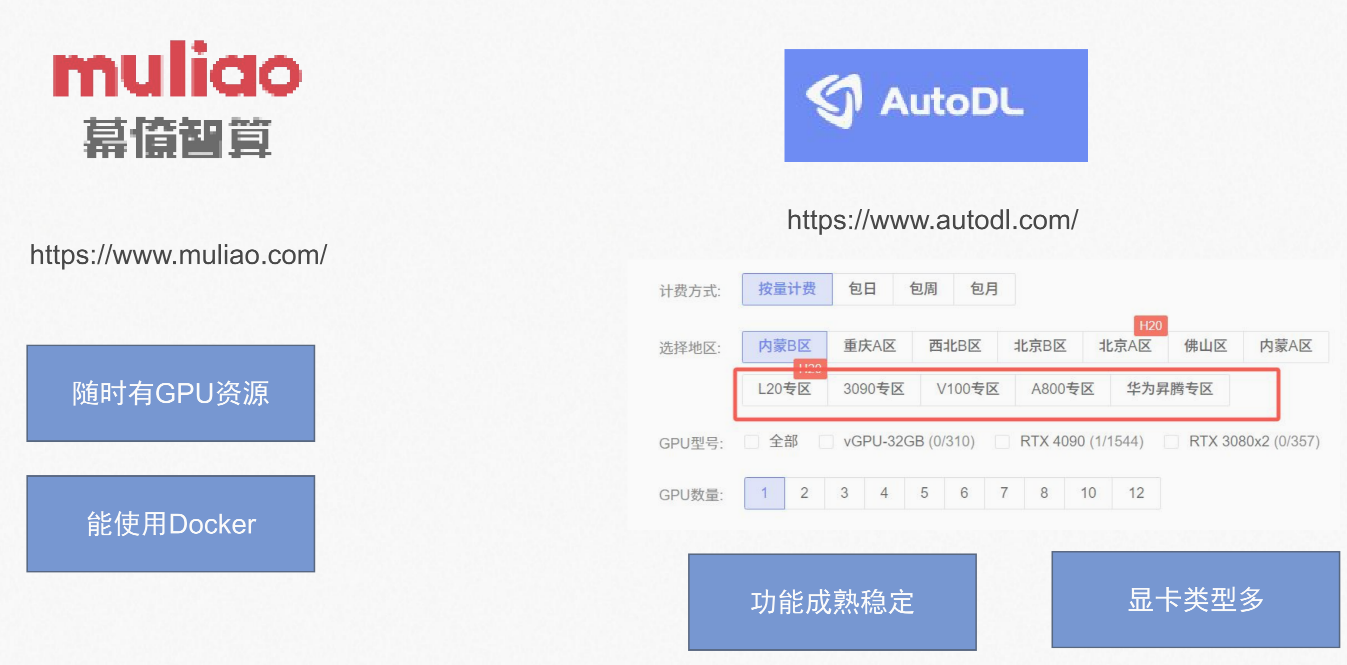 muliao
幕僚智算
https://www.muliao.com/
随时有GPU资源
能使用Docker
AutoDL
https://www.autodl.com/
计费方式: 按量计费 包日 包周 包月
H20
选择地区: 内蒙B区 重庆A区 西北B区 北京B区 北京A区 佛山区 内蒙A区
H20
L20专区 3090专区 V100专区 A800专区 华为昇腾专区
GPU型号: 全部 vGPU-32GB (0/310) RTX 4090 (1/1544) RTX 3080x2 (0/357)
GPU数量: 1 2 3 4 5 6 7 8 10 12
功能成熟稳定
显卡类型多